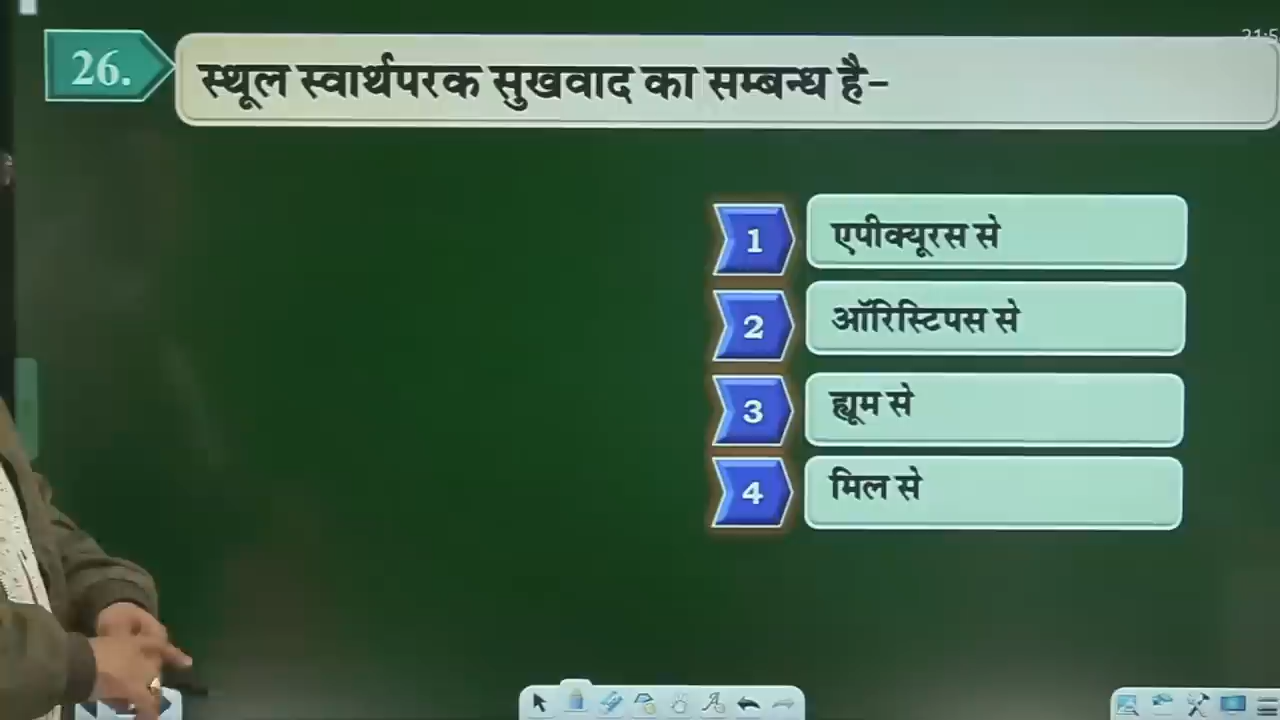 26.
स्थूल स्वार्थपरक सुखवाद का सम्बन्ध है-
1
एपीक्यूरस से
2
ऑरिस्टिपस से
3
ह्यूम से
4
मिल से